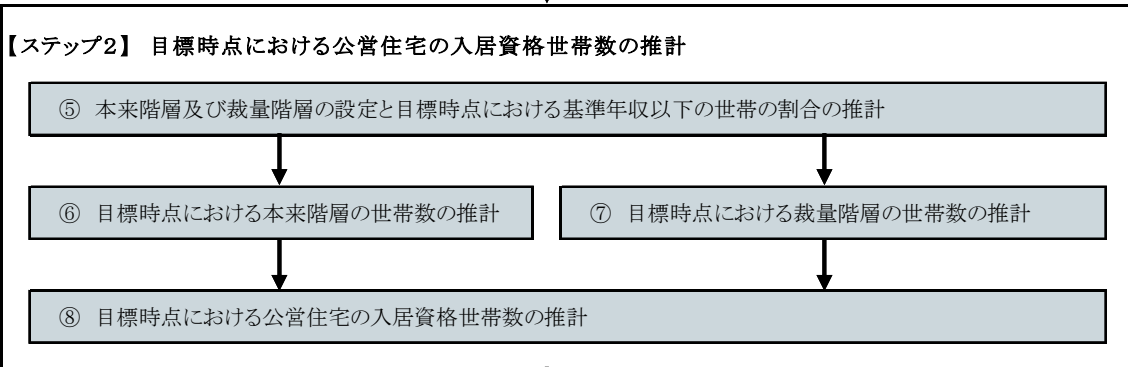 【ステップ2】 目標時点における公営住宅の入居資格世帯数の推計
⑤ 本来階層及び裁量階層の設定と目標時点における基準年収以下の世帯の割合の推計
⑥ 目標時点における本来階層の世帯数の推計
⑦ 目標時点における裁量階層の世帯数の推計
⑧ 目標時点における公営住宅の入居資格世帯数の推計